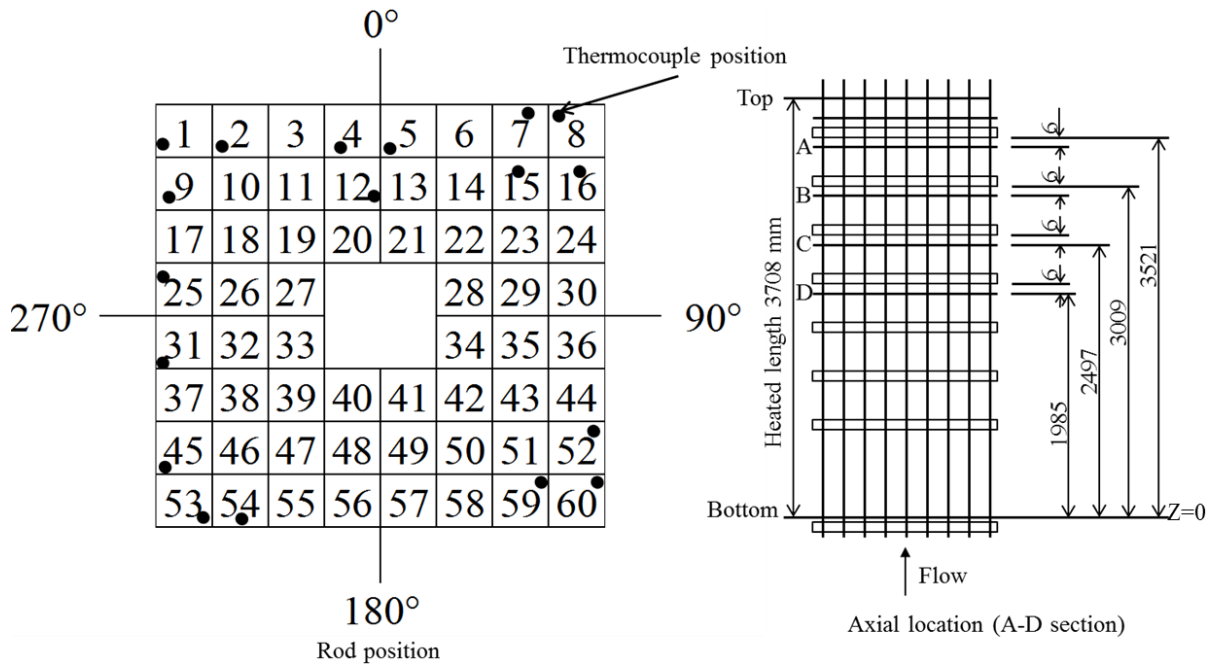 0°
Thermocouple position
1 2 3 4 5 6 7 8
9 10 11 12 13 14 15 16
17 18 19 20 21 22 23 24
25 26 27 28 29 30
270° 90°
31 32 33 34 35 36
37 38 39 40 41 42 43 44
45 46 47 48 49 50 51 52
53 54 55 56 57 58 59 60
180°
Rod position
Top
A
B
C
D
Heated length 3708 mm
6
6
6
6
1985
2497
3009
3521
Bottom
Z=0
Flow
Axial location (A-D section)